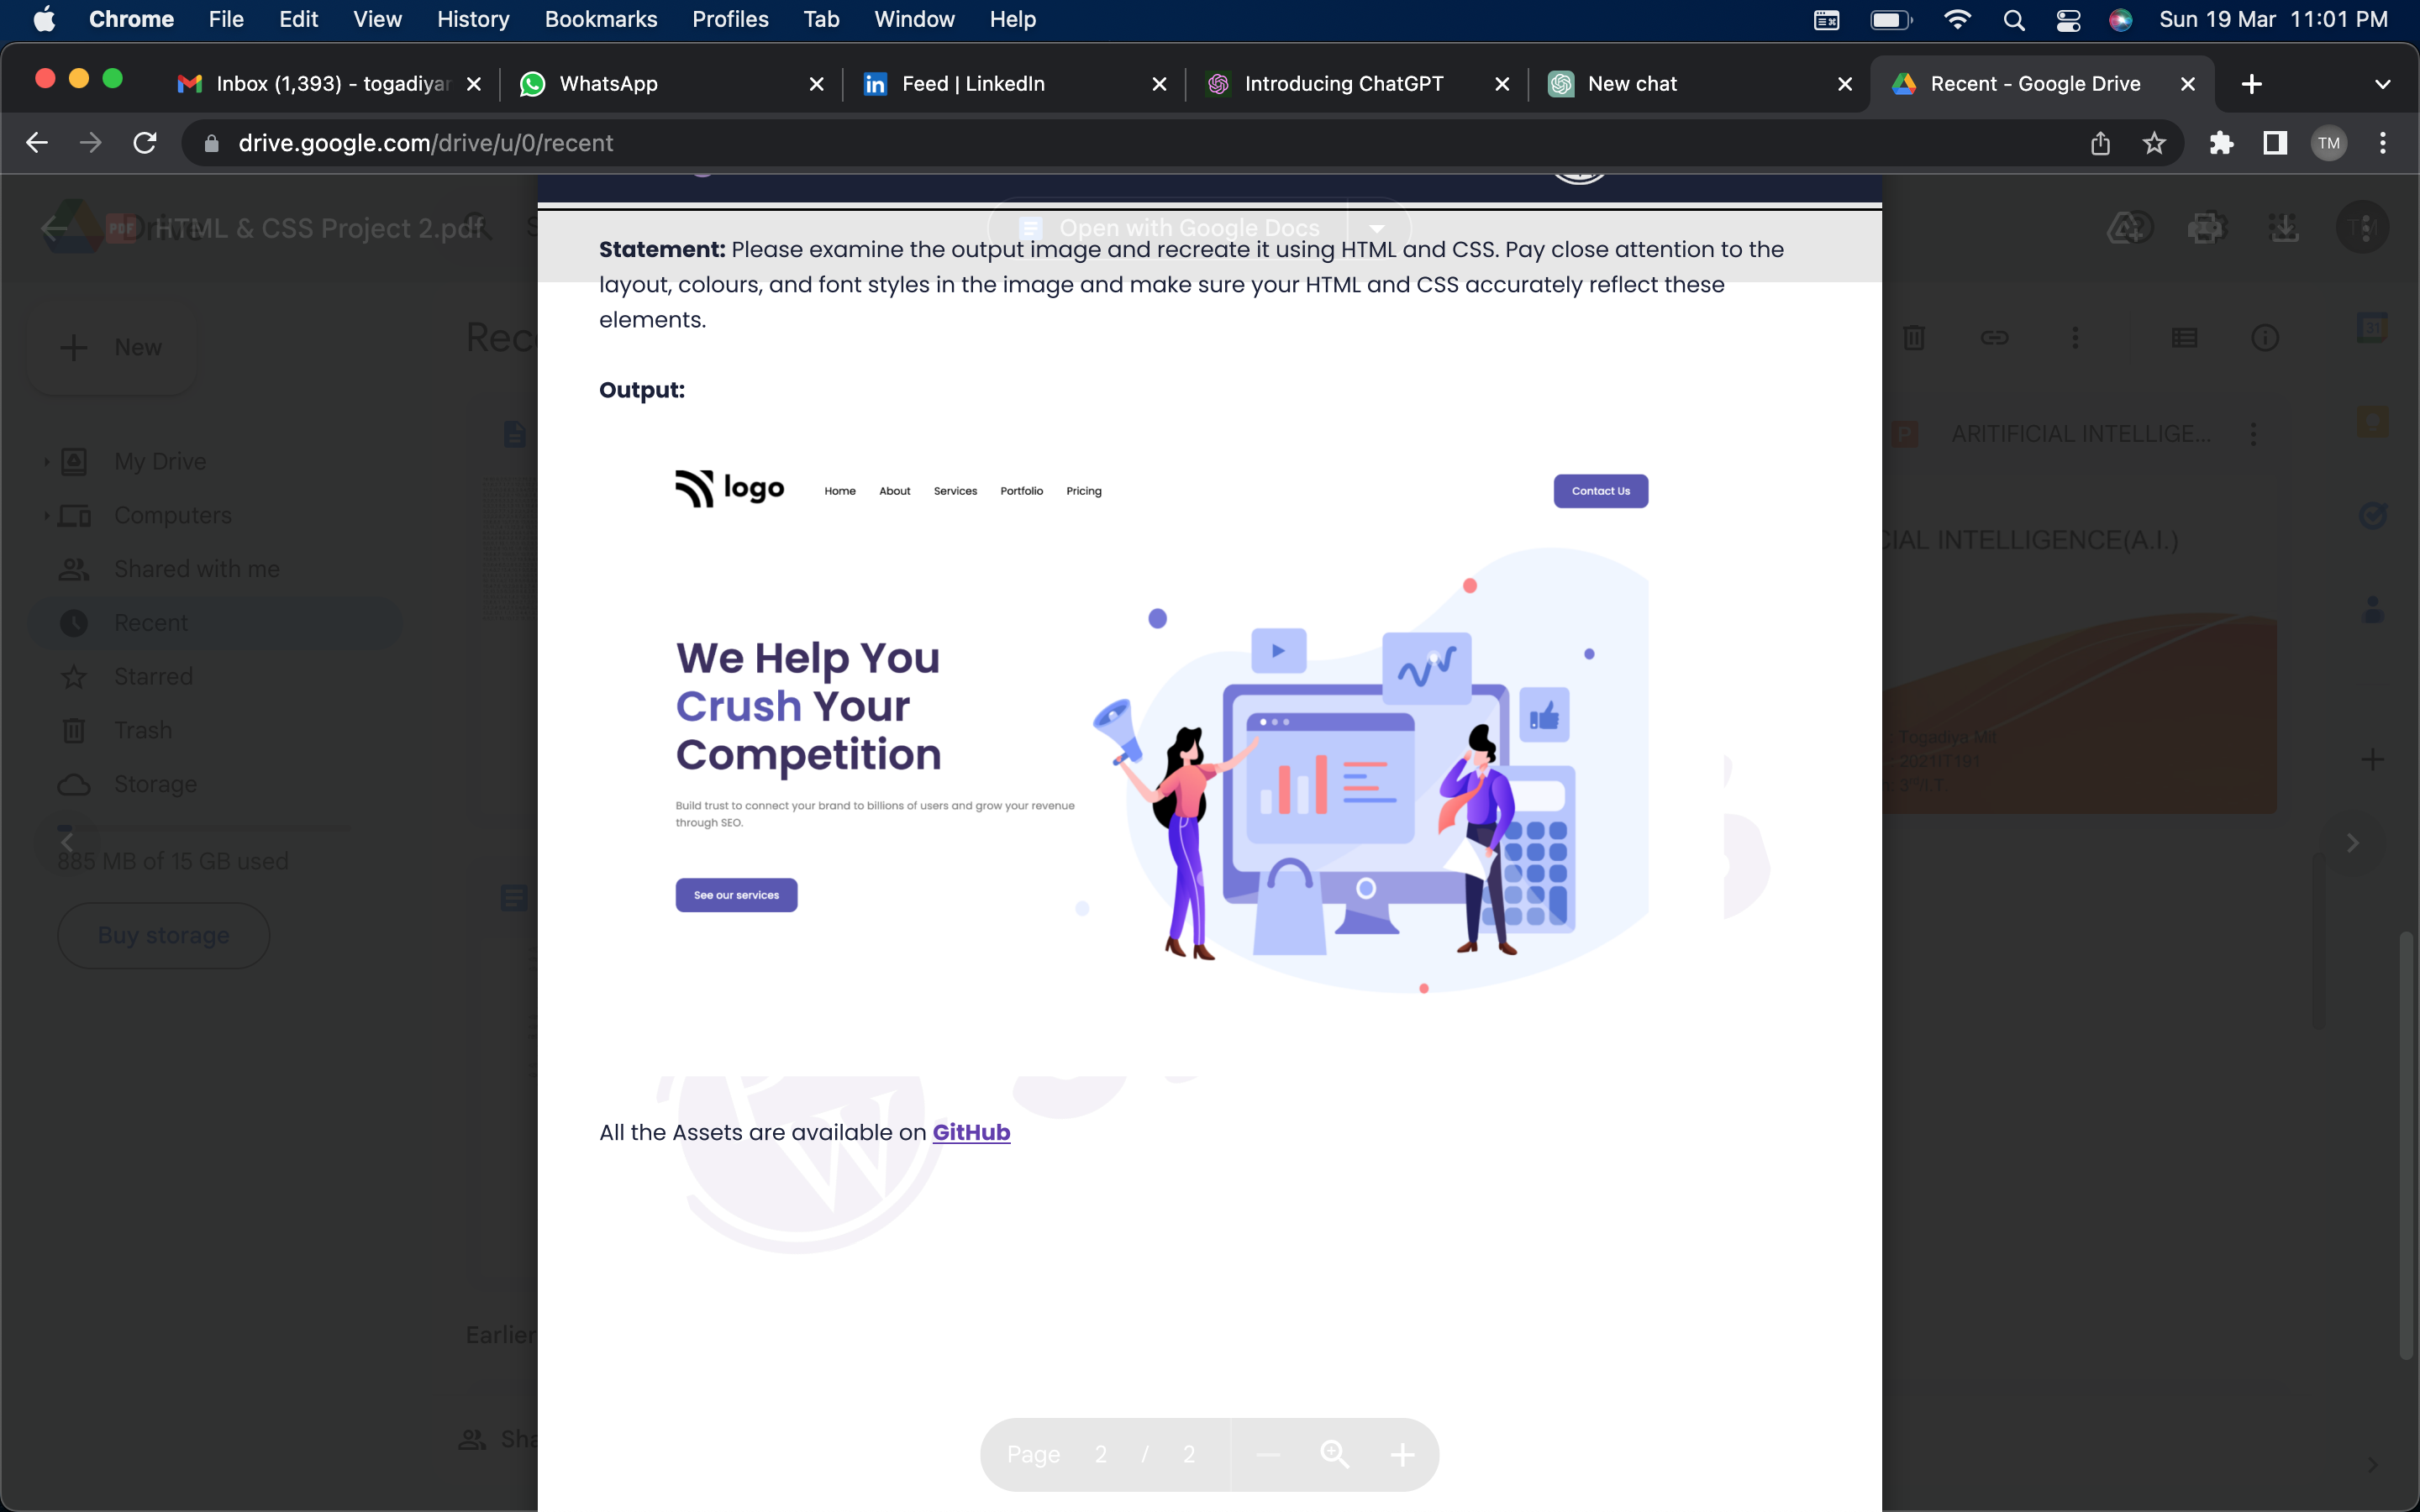 Chrome File Edit View History Bookmarks Profiles Tab Window Help Sun 19 Mar 11:01 PM
Inbox (1,393) - togadiyar WhatsApp Feed | LinkedIn Introducing ChatGPT New chat Recent - Google Drive
drive.google.com/drive/u/0/recent TM
PDF HTML & CSS Project 2.pdf Open with Google Docs
Drive
Statement: Please examine the output image and recreate it using HTML and CSS. Pay close attention to the
layout, colours, and font styles in the image and make sure your HTML and CSS accurately reflect these
elements.
New
Rec
31
Output:
My Drive
ARITIFICIAL INTELLIGE...
logo Home About Services Portfolio Pricing Contact Us
Computers
CIAL INTELLIGENCE(A.I.)
Shared with me
Recent
We Help You
Crush Your
Competition
Starred
Trash
Togadiya Mit
2021IT191
Storage
Build trust to connect your brand to billions of users and grow your revenue
through SEO.
885 MB of 15 GB used
See our services
Buy storage
W
All the Assets are available on GitHub
Earlier
Page 2 / 2